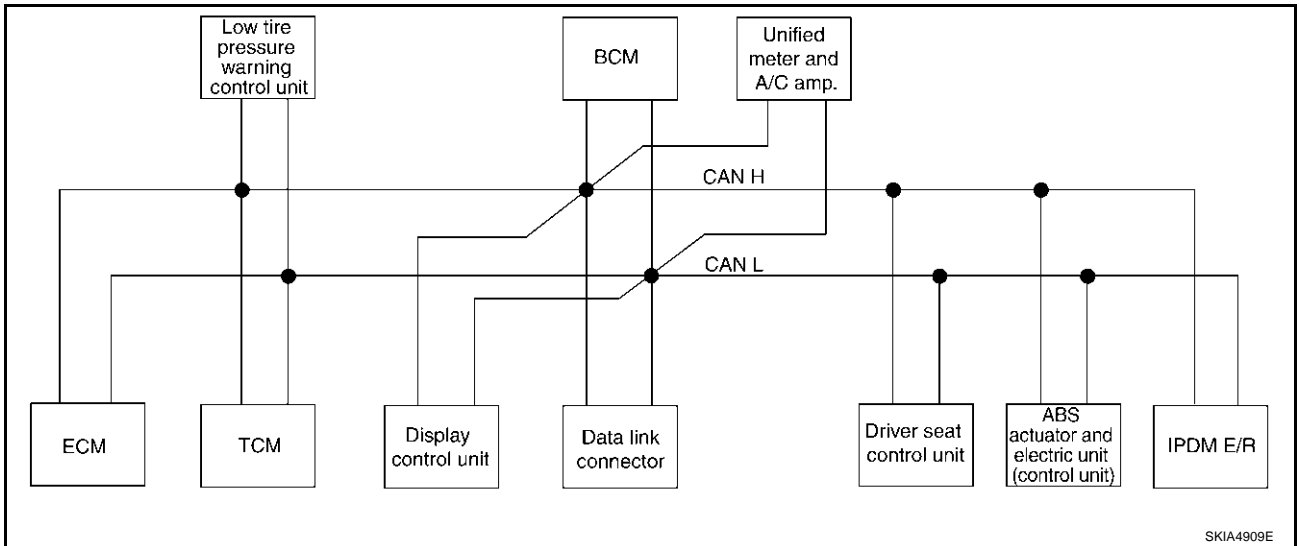 Low tire
pressure
warning
control unit
BCM
Unified
meter and
A/C amp.
CAN H
CAN L
ECM
TCM
Display
control unit
Data link
connector
Driver seat
control unit
ABS
actuator and
electric unit
(control unit)
IPDM E/R
SKIA4909E